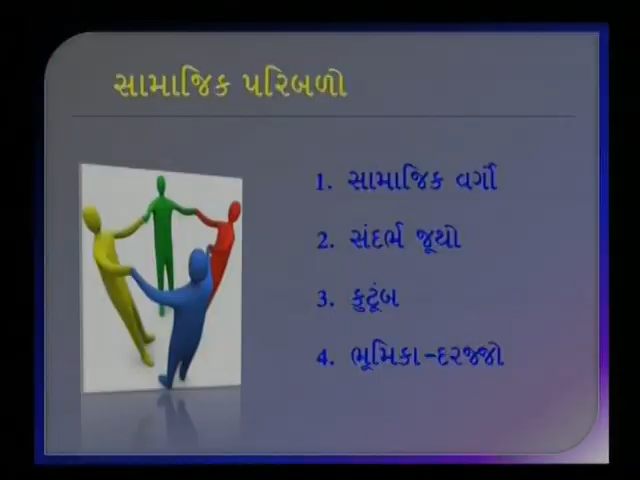 સામાજિક પરિબળો
1. સામાજિક વર્ગો
2. સંદર્ભ જૂથો
3. કુટૂંબ
4. ભૂમિકા-દરજ્જો